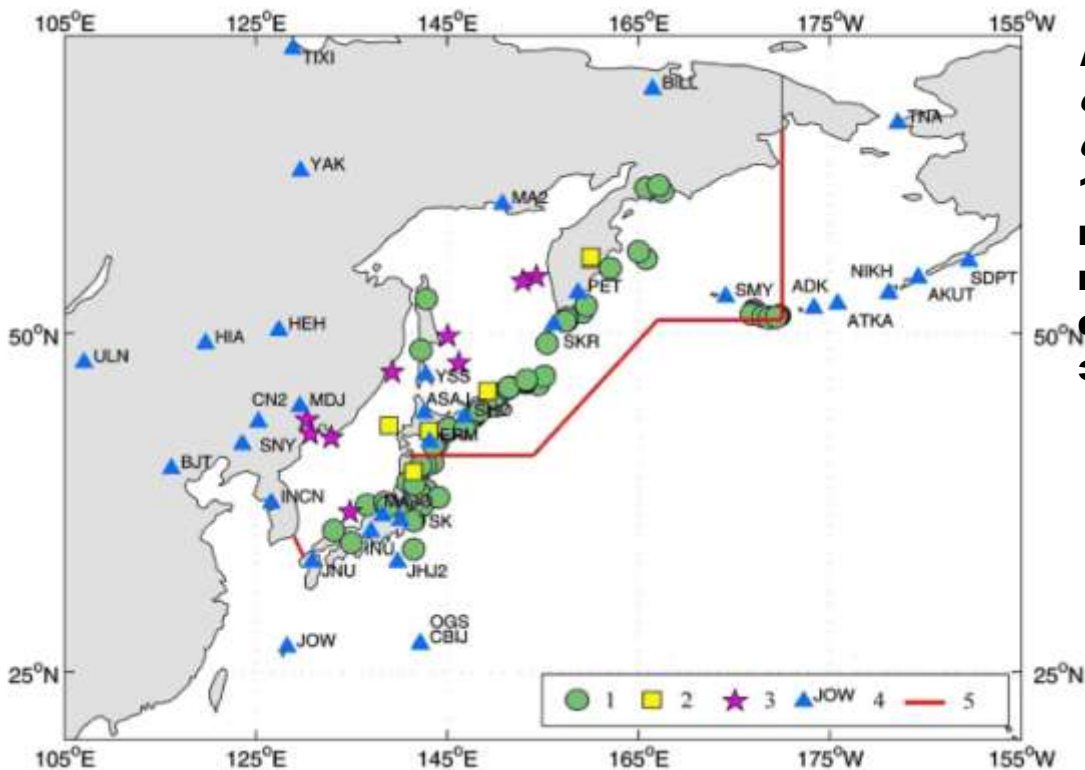 105°E 125°E 145°E 165°E 175°W 155°W
TIXI
BILL
TNA
YAK
MA2
PET
SMY
ADK
NIKH
SDPT
AKUT
ATKA
50°N 50°N
HEH
HIA
ULN
SKR
YSS
CN2
MDJ
ASAJ
SHO
ERM
SNY
BJT
INCN
TSK
INU
JNU
JHJ2
OGS
CBIJ
JOW
25°N 25°N
1 2 3 JOW 4 5
105°E 125°E 145°E 165°E 175°W 155°W